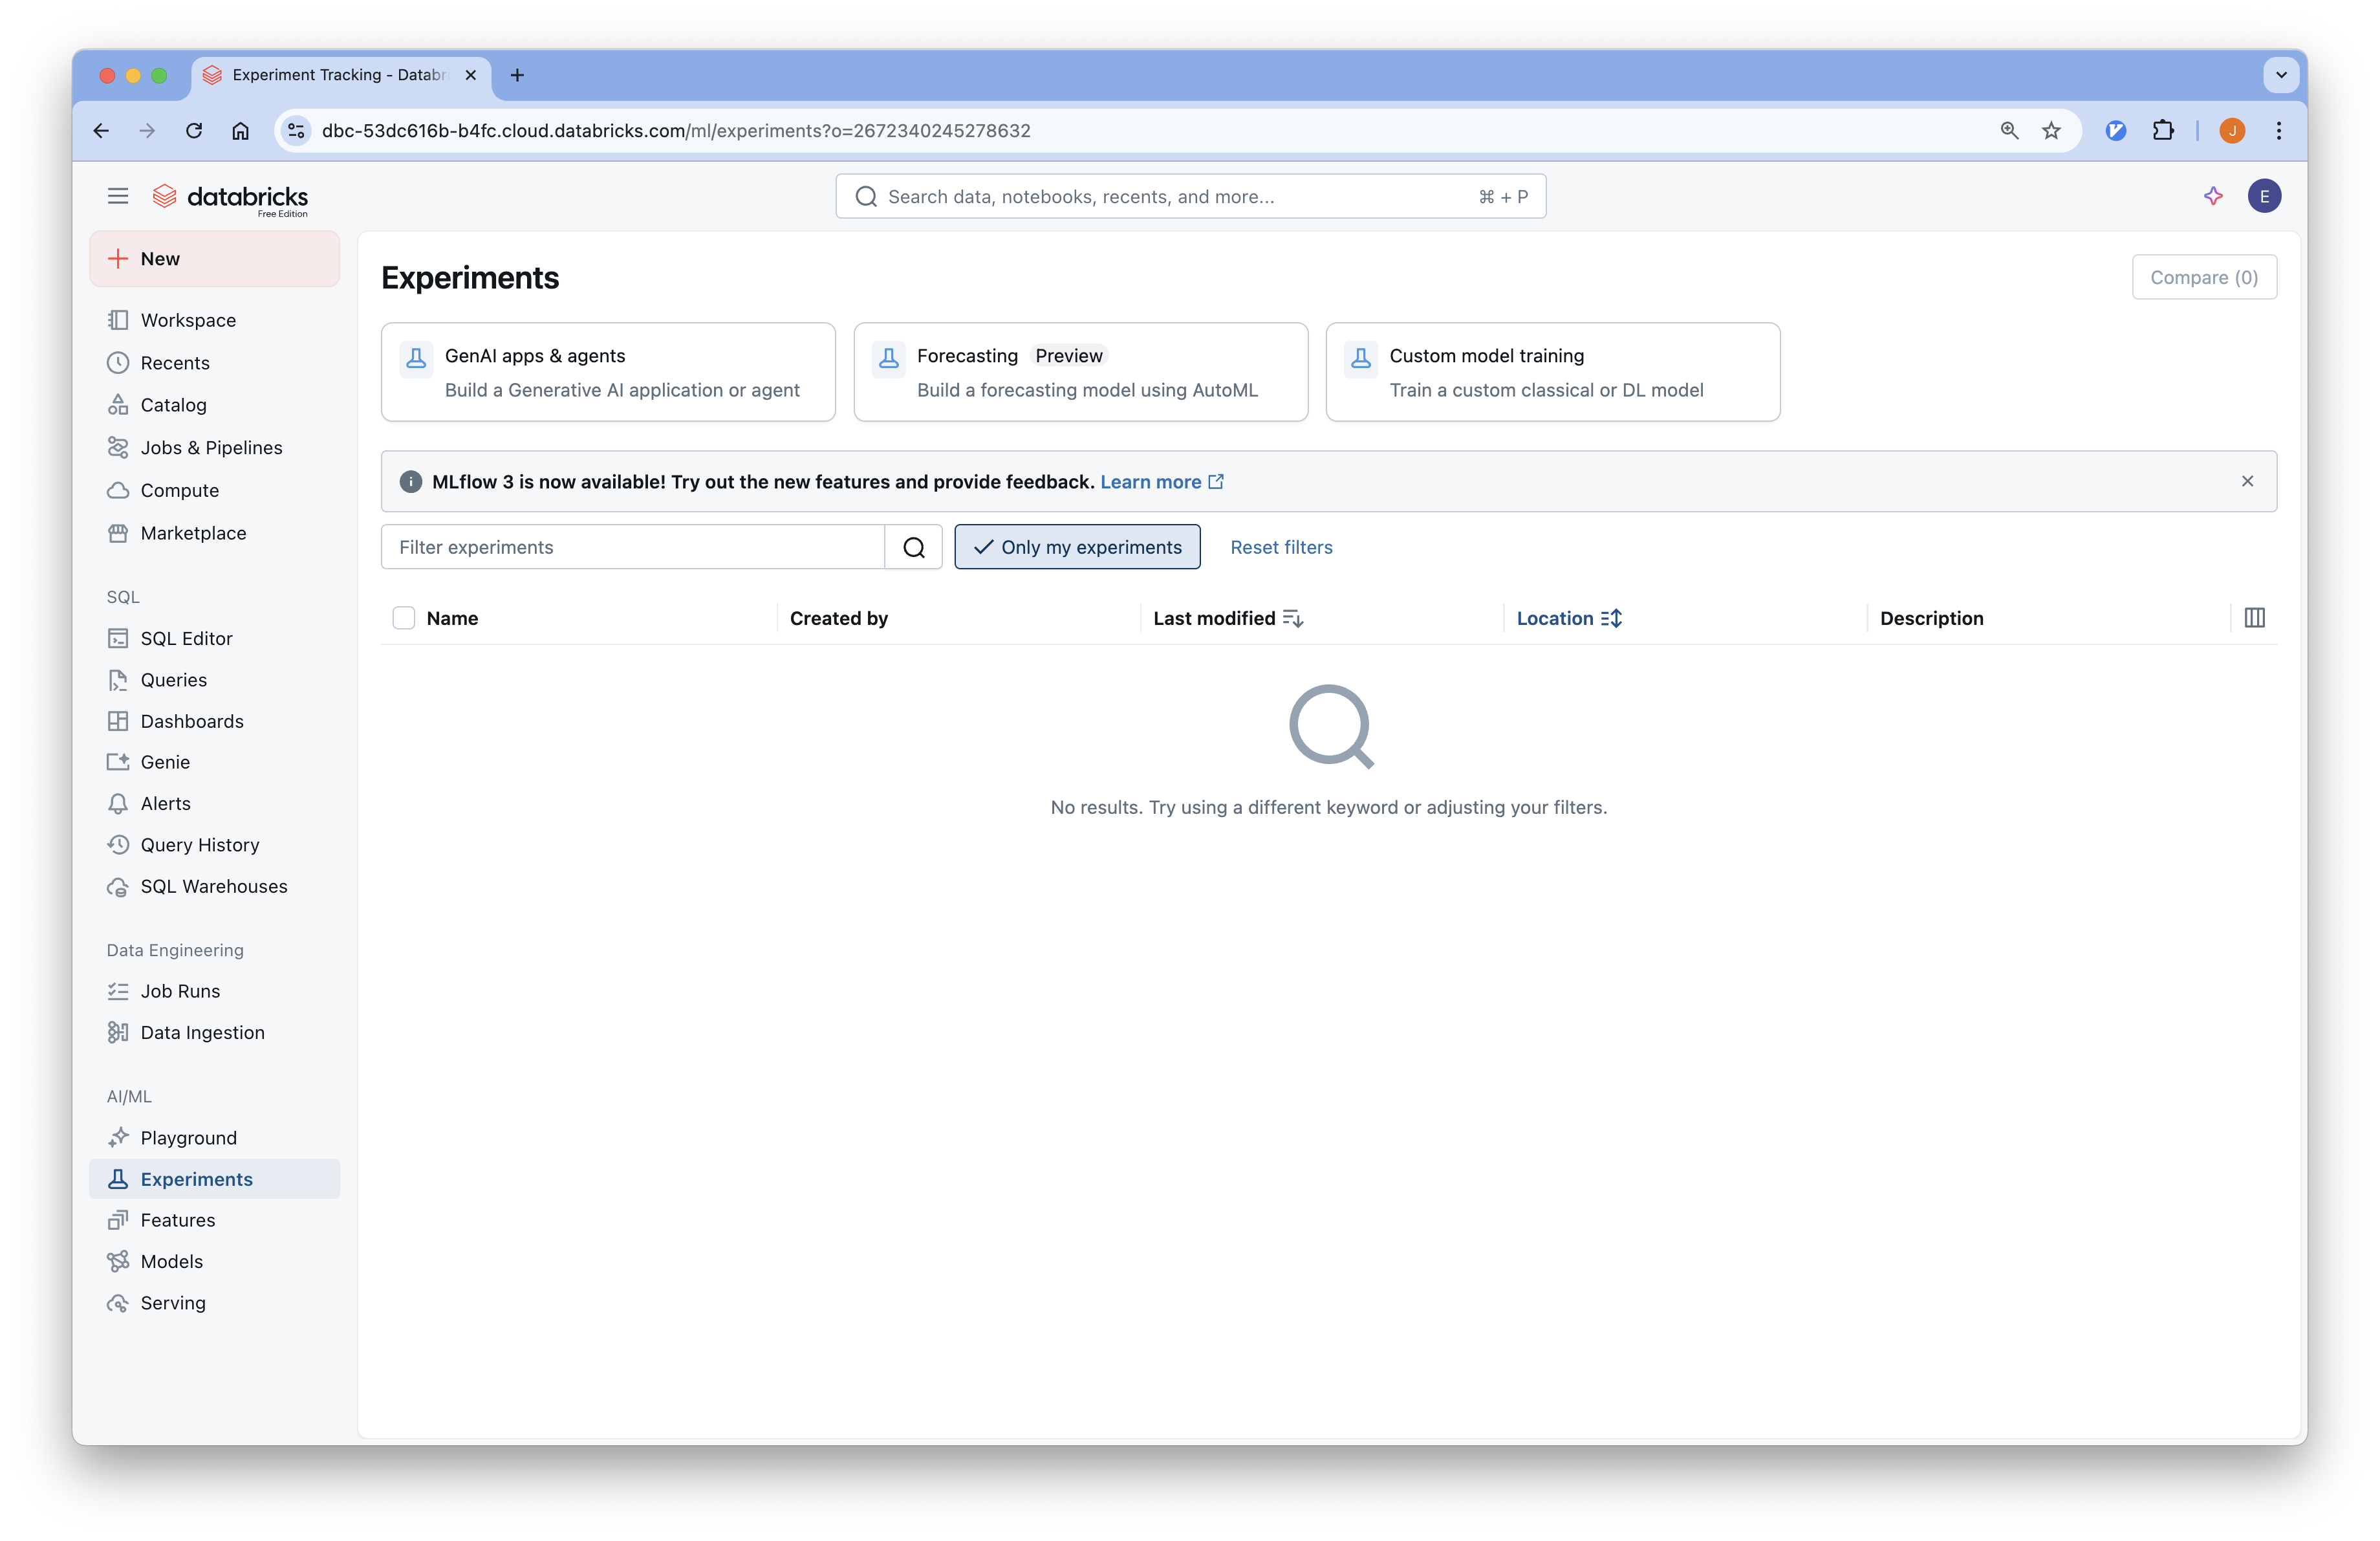 Experiment Tracking - Databri
dbc-53dc616b-b4fc.cloud.databricks.com/ml/experiments?o=2672340245278632
J
databricks
Free Edition
Search data, notebooks, recents, and more...
⌘ + P
E
New
Workspace
Recents
Catalog
Jobs & Pipelines
Compute
Marketplace
SQL
SQL Editor
Queries
Dashboards
Genie
Alerts
Query History
SQL Warehouses
Data Engineering
Job Runs
Data Ingestion
AI/ML
Playground
Experiments
Features
Models
Serving
Experiments
Compare (0)
GenAI apps & agents
Build a Generative AI application or agent
Forecasting Preview
Build a forecasting model using AutoML
Custom model training
Train a custom classical or DL model
MLflow 3 is now available! Try out the new features and provide feedback. Learn more
Filter experiments
Only my experiments
Reset filters
Name
Created by
Last modified
Location
Description
No results. Try using a different keyword or adjusting your filters.